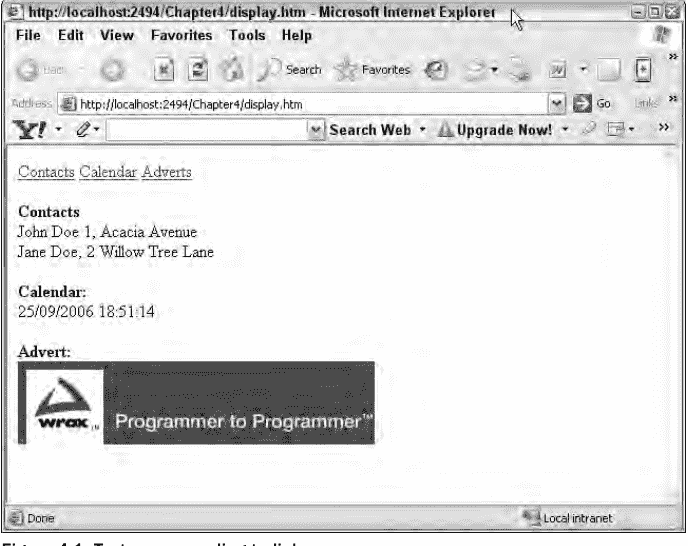 http://localhost:2494/Chapter4/display.htm - Microsoft Internet Explorer
File Edit View Favorites Tools Help
Back Search Favorites
Address http://localhost:2494/Chapter4/display.htm Go Links »
Y! Search Web Upgrade Now! »
Contacts Calendar Adverts
Contacts
John Doe 1, Acacia Avenue
Jane Doe, 2 Willow Tree Lane
Calendar:
25/09/2006 18:51:14
Advert:
wrox™ Programmer to Programmer™
Done Local intranet